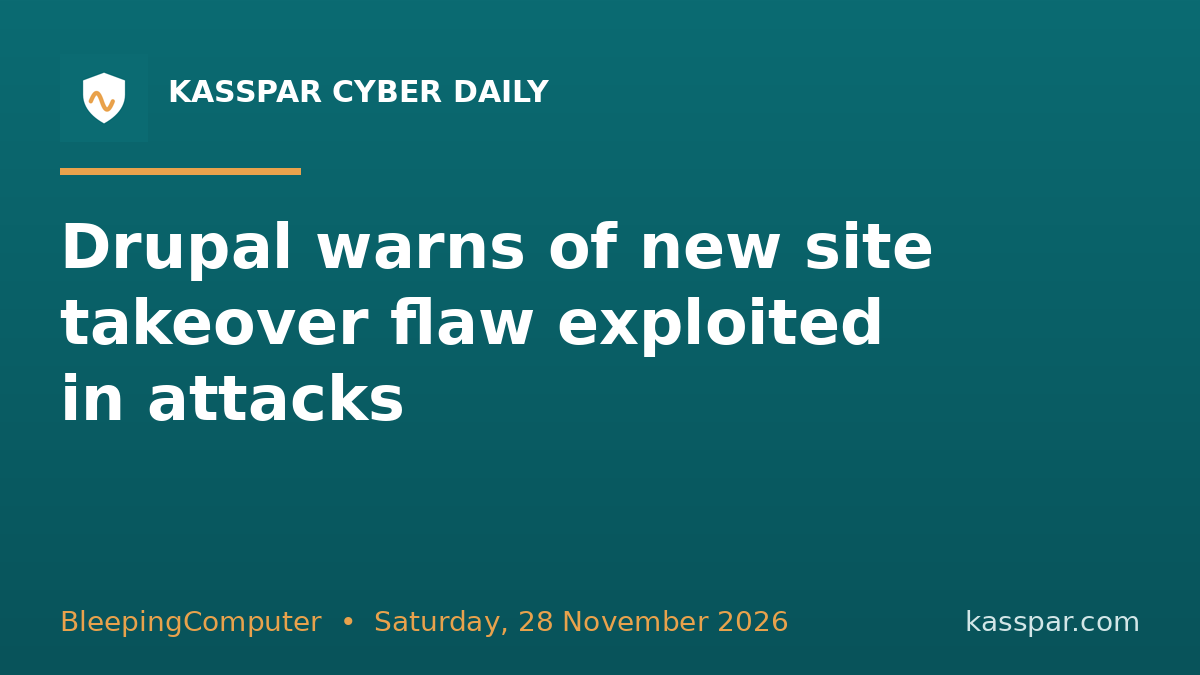 KASSPAR CYBER DAILY
Drupal warns of new site
takeover flaw exploited
in attacks
BleepingComputer • Saturday, 28 November 2026
kasspar.com